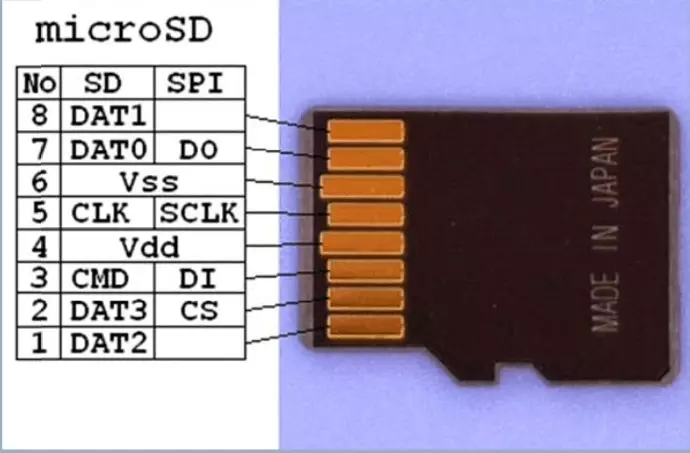 microSD
No SD SPI
8 DAT1
7 DAT0 DO
6 Vss
5 CLK SCLK
4 Vdd
3 CMD DI
2 DAT3 CS
1 DAT2
MADE IN JAPAN